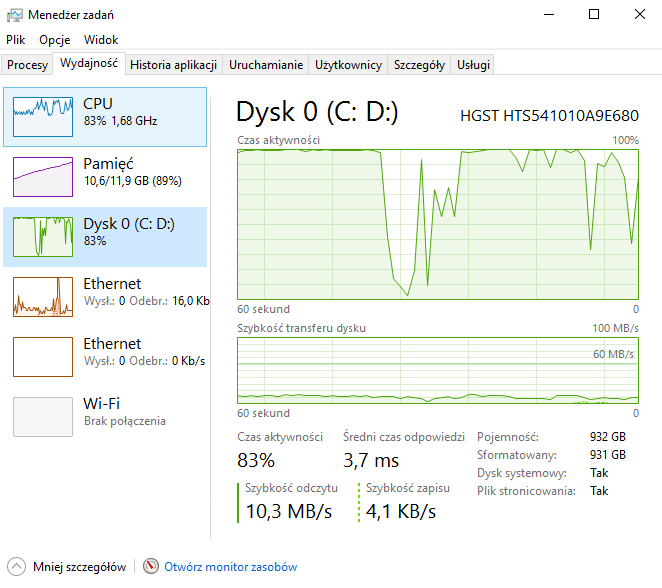 Menedżer zadań
Plik Opcje Widok
Procesy Wydajność Historia aplikacji Uruchamianie Użytkownicy Szczegóły Usługi
CPU
83% 1,68 GHz
Pamięć
10,6/11,9 GB (89%)
Dysk 0 (C: D:)
83%
Ethernet
Wysł.: 0 Odebr.: 16,0 Kb
Ethernet
Wysł.: 0 Odebr.: 0 Kb/s
Wi-Fi
Brak połączenia
Dysk 0 (C: D:) HGST HTS541010A9E680
Czas aktywności 100%
60 sekund 0
Szybkość transferu dysku 100 MB/s
60 MB/s
60 sekund 0
Czas aktywności
83%
Średni czas odpowiedzi
3,7 ms
Szybkość odczytu
10,3 MB/s
Szybkość zapisu
4,1 KB/s
Pojemność: 932 GB
Sformatowany: 931 GB
Dysk systemowy: Tak
Plik stronicowania: Tak
Mniej szczegółów Otwórz monitor zasobów